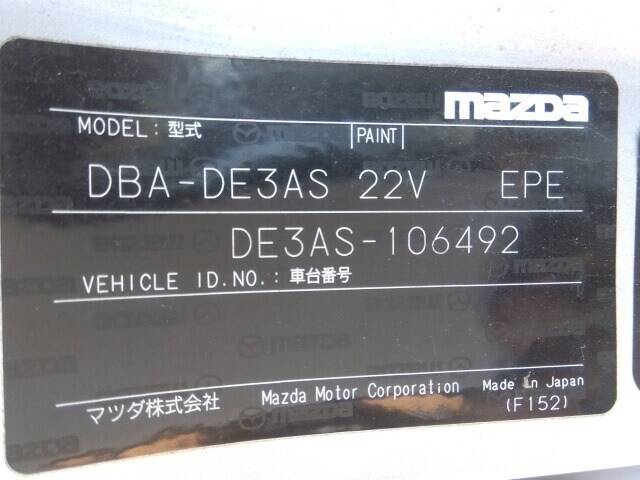 mazda
MODEL: 型式 PAINT
DBA-DE3AS 22V EPE
DE3AS-106492
VEHICLE ID.NO.: 車台番号
マツダ株式会社 Mazda Motor Corporation Made in Japan
(F152)